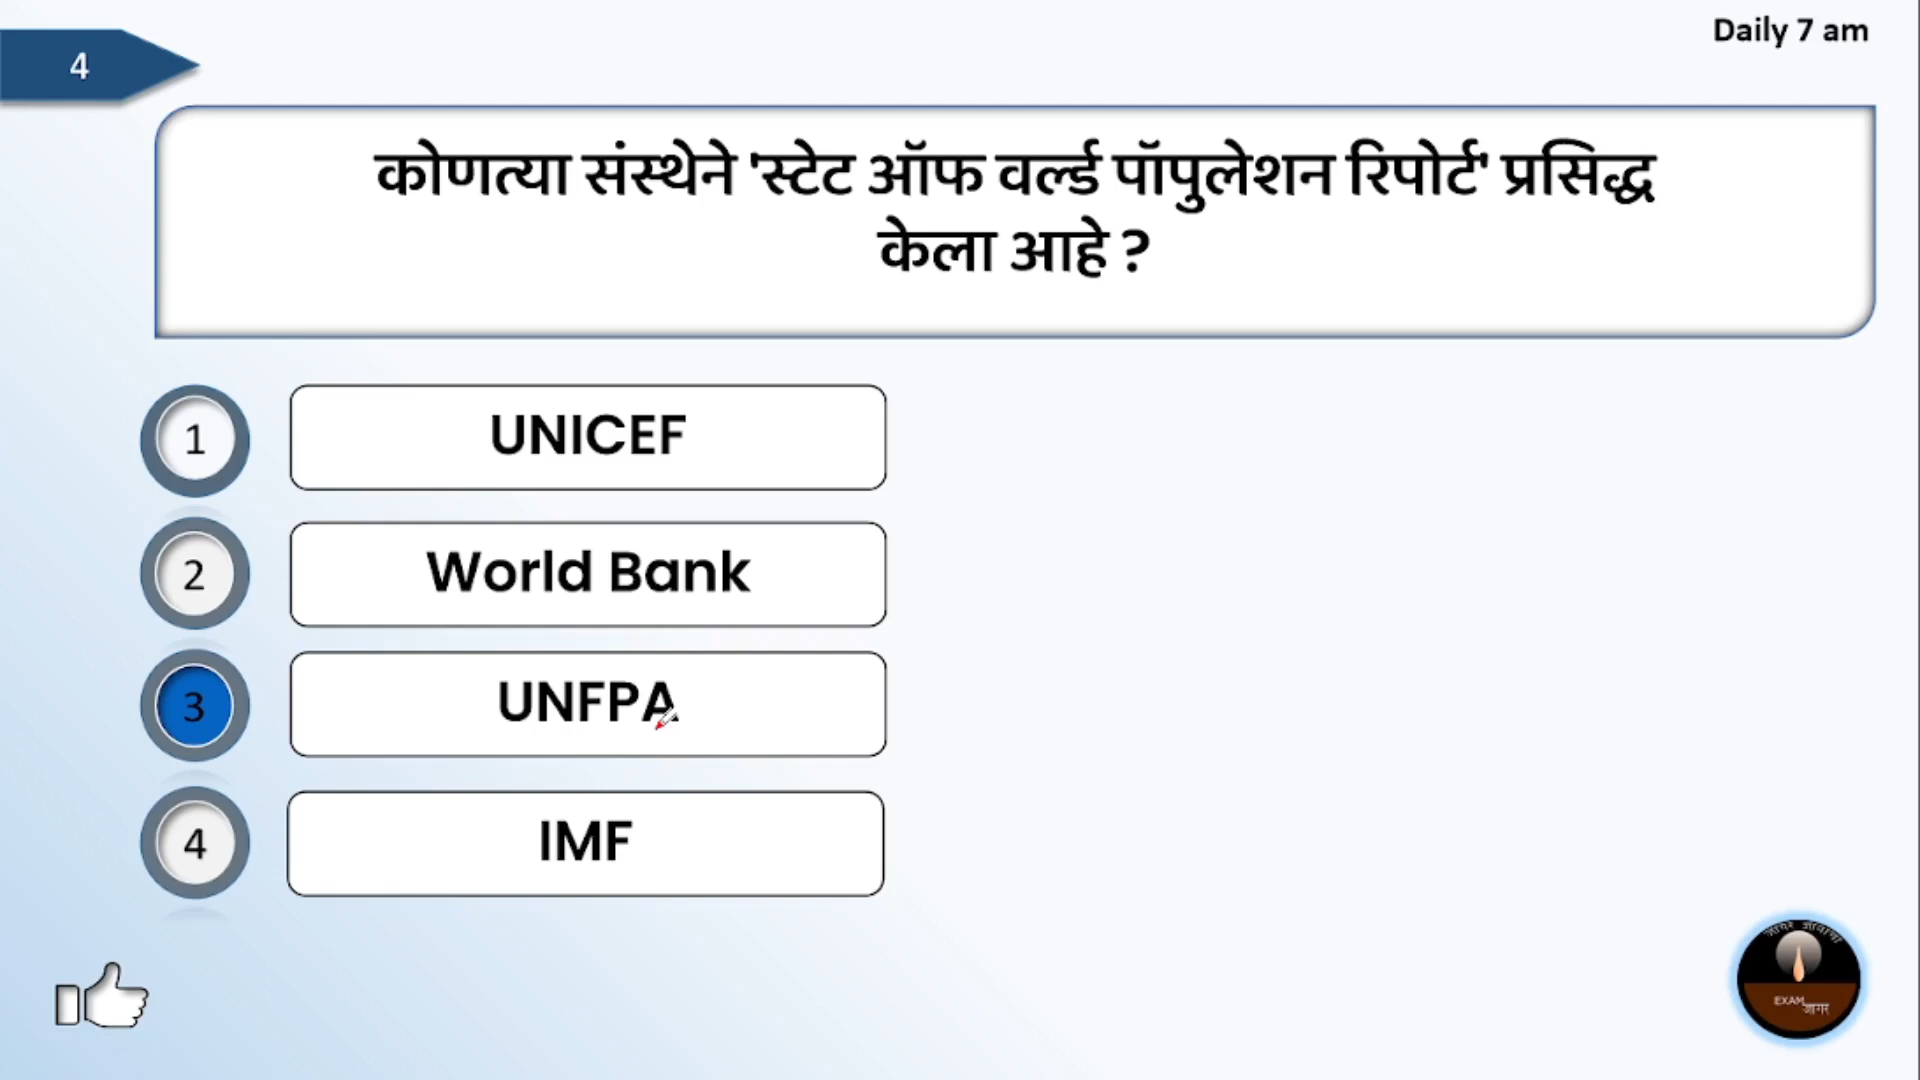 Daily 7 am
4
कोणत्या संस्थेने 'स्टेट ऑफ वर्ल्ड पॉपुलेशन रिपोर्ट' प्रसिद्ध
केला आहे ?
1
UNICEF
2
World Bank
3
UNFPA
4
IMF
EXAM
जागर